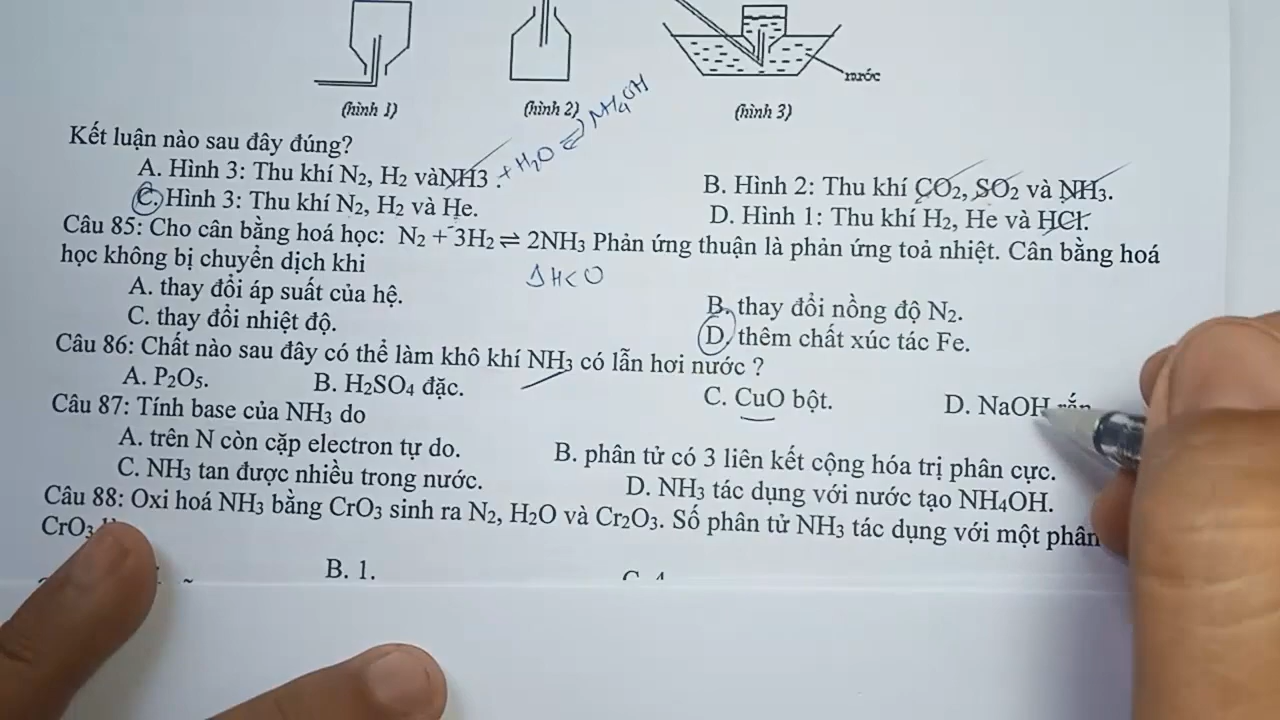 nước
(hình 1) (hình 2) (hình 3)
NH₄OH
Kết luận nào sau đây đúng?
A. Hình 3: Thu khí N₂, H₂ vàNH3 . + H₂O ⇌
B. Hình 2: Thu khí CO₂, SO₂ và NH₃.
C. Hình 3: Thu khí N₂, H₂ và He.
D. Hình 1: Thu khí H₂, He và HCl.
Câu 85: Cho cân bằng hoá học: N₂ + 3H₂ ⇌ 2NH₃ Phản ứng thuận là phản ứng toả nhiệt. Cân bằng hoá
học không bị chuyển dịch khi
ΔH<0
A. thay đổi áp suất của hệ.
B. thay đổi nồng độ N₂.
C. thay đổi nhiệt độ.
D. thêm chất xúc tác Fe.
Câu 86: Chất nào sau đây có thể làm khô khí NH₃ có lẫn hơi nước ?
A. P₂O₅. B. H₂SO₄ đặc. C. CuO bột. D. NaOH rắn
Câu 87: Tính base của NH₃ do
A. trên N còn cặp electron tự do.
B. phân tử có 3 liên kết cộng hóa trị phân cực.
C. NH₃ tan được nhiều trong nước.
D. NH₃ tác dụng với nước tạo NH₄OH.
Câu 88: Oxi hoá NH₃ bằng CrO₃ sinh ra N₂, H₂O và Cr₂O₃. Số phân tử NH₃ tác dụng với một phân
CrO₃
B. 1.